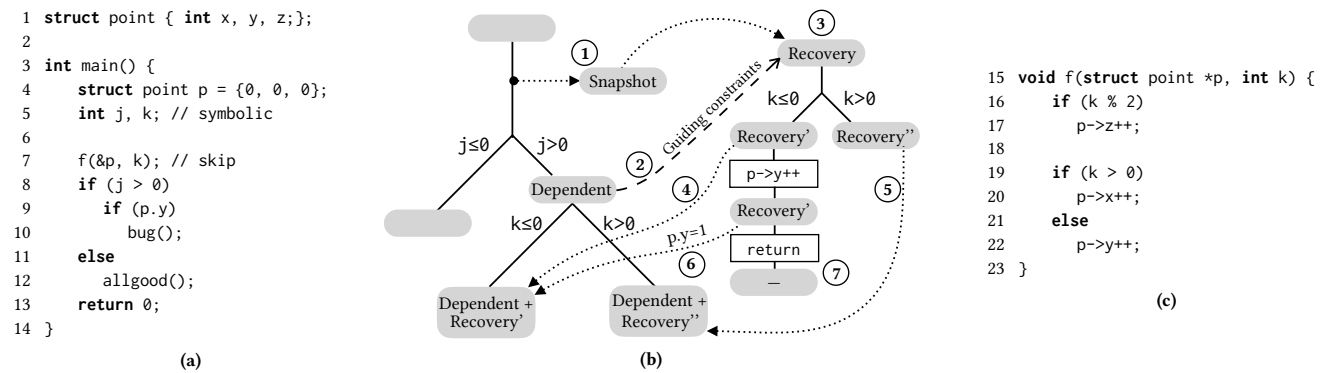 1 struct point { int x, y, z;};
2
3 int main() {
4 struct point p = {0, 0, 0};
5 int j, k; // symbolic
6
7 f(&p, k); // skip
8 if (j > 0)
9 if (p.y)
10 bug();
11 else
12 allgood();
13 return 0;
14 }
(a)
1
Snapshot
3
Recovery
Guiding constraints
k≤0
k>0
j≤0
j>0
2
Dependent
Recovery'
Recovery''
p->y++
4
5
k≤0
k>0
Recovery'
p.y=1
return
6
7
–
Dependent +
Recovery'
Dependent +
Recovery''
(b)
15 void f(struct point *p, int k) {
16 if (k % 2)
17 p->z++;
18
19 if (k > 0)
20 p->x++;
21 else
22 p->y++;
23 }
(c)